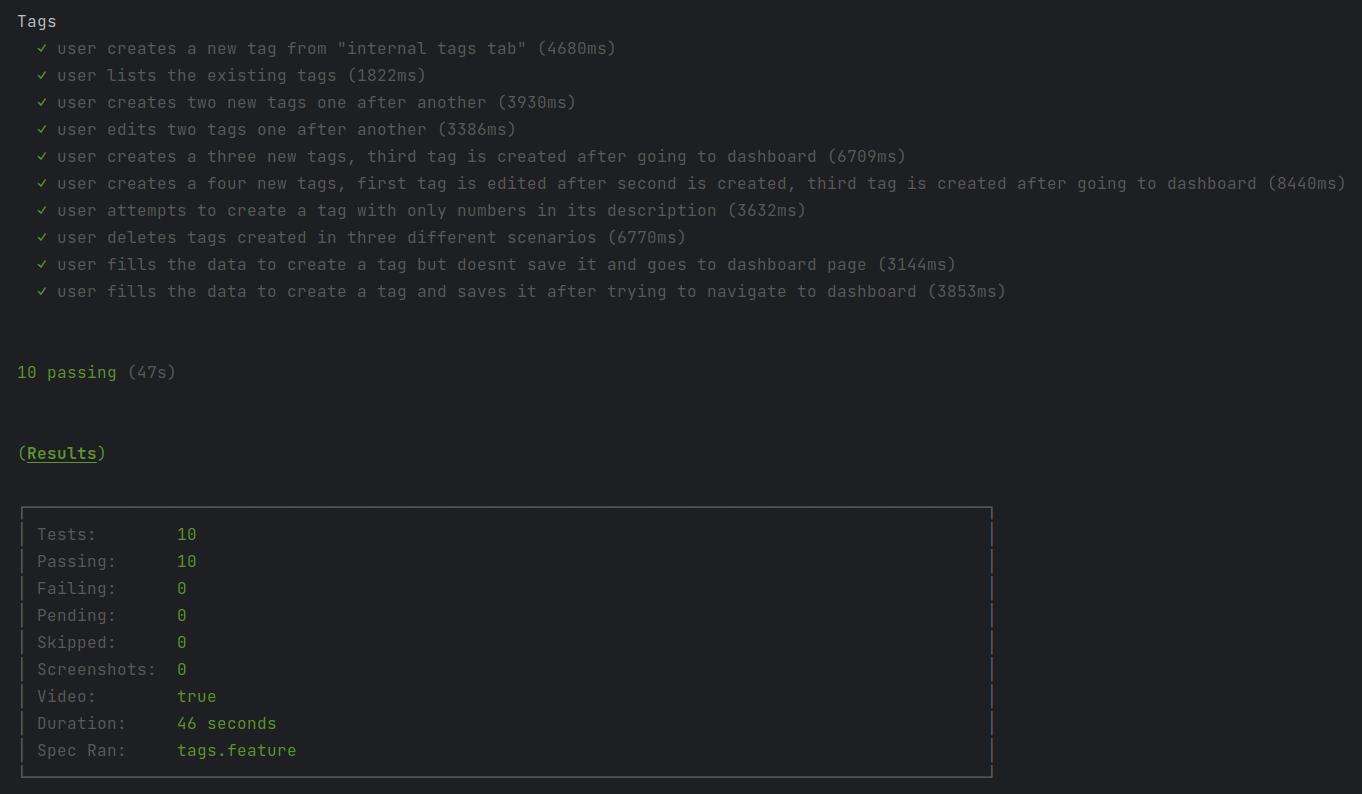 Tags
✓ user creates a new tag from "internal tags tab" (4680ms)
✓ user lists the existing tags (1822ms)
✓ user creates two new tags one after another (3930ms)
✓ user edits two tags one after another (3386ms)
✓ user creates a three new tags, third tag is created after going to dashboard (6709ms)
✓ user creates a four new tags, first tag is edited after second is created, third tag is created after going to dashboard (8440ms)
✓ user attempts to create a tag with only numbers in its description (3632ms)
✓ user deletes tags created in three different scenarios (6770ms)
✓ user fills the data to create a tag but doesnt save it and goes to dashboard page (3144ms)
✓ user fills the data to create a tag and saves it after trying to navigate to dashboard (3853ms)
10 passing (47s)
(Results)
Tests: 10
Passing: 10
Failing: 0
Pending: 0
Skipped: 0
Screenshots: 0
Video: true
Duration: 46 seconds
Spec Ran: tags.feature